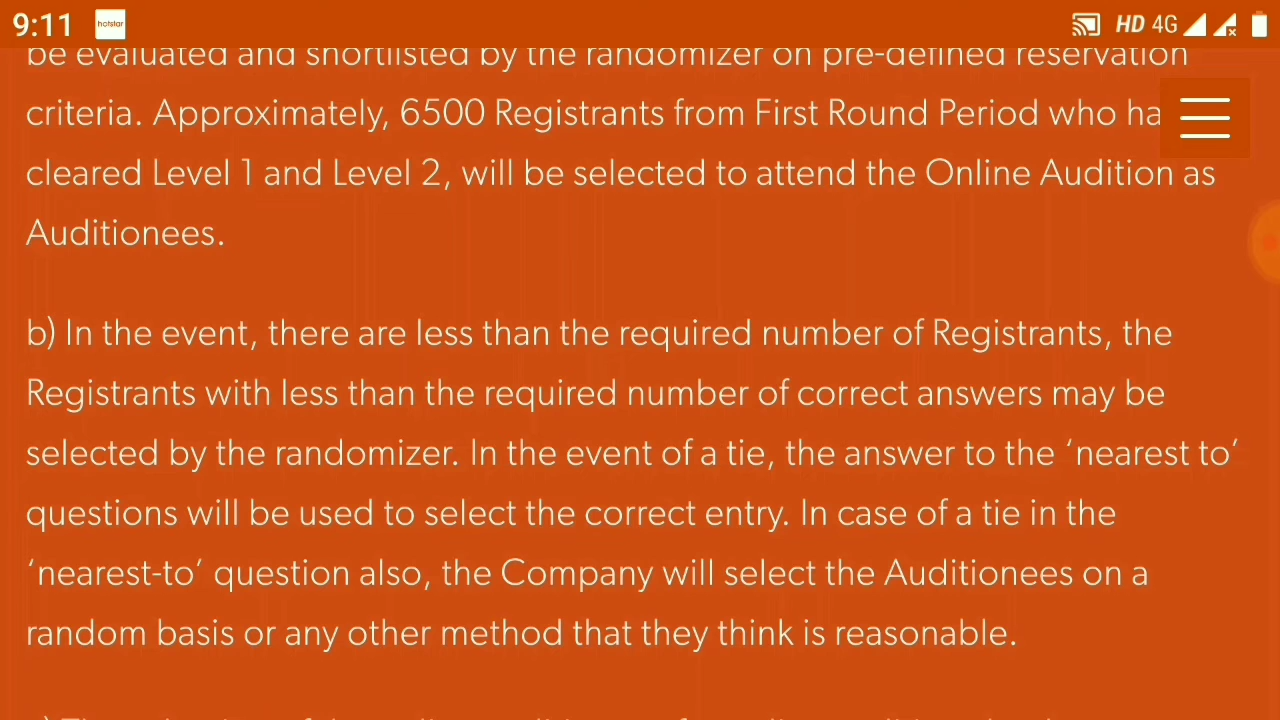 9:11 hotstar HD 4G
be evaluated and shortlisted by the randomizer on pre-defined reservation
criteria. Approximately, 6500 Registrants from First Round Period who ha
cleared Level 1 and Level 2, will be selected to attend the Online Audition as
Auditionees.
b) In the event, there are less than the required number of Registrants, the
Registrants with less than the required number of correct answers may be
selected by the randomizer. In the event of a tie, the answer to the ‘nearest to’
questions will be used to select the correct entry. In case of a tie in the
‘nearest-to’ question also, the Company will select the Auditionees on a
random basis or any other method that they think is reasonable.